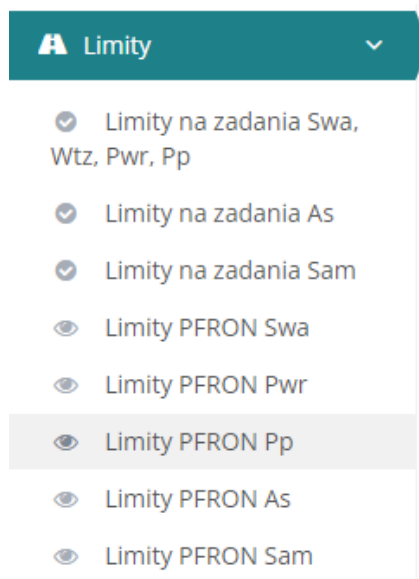 Limity
Limity na zadania Swa,
Wtz, Pwr, Pp
Limity na zadania As
Limity na zadania Sam
Limity PFRON Swa
Limity PFRON Pwr
Limity PFRON Pp
Limity PFRON As
Limity PFRON Sam